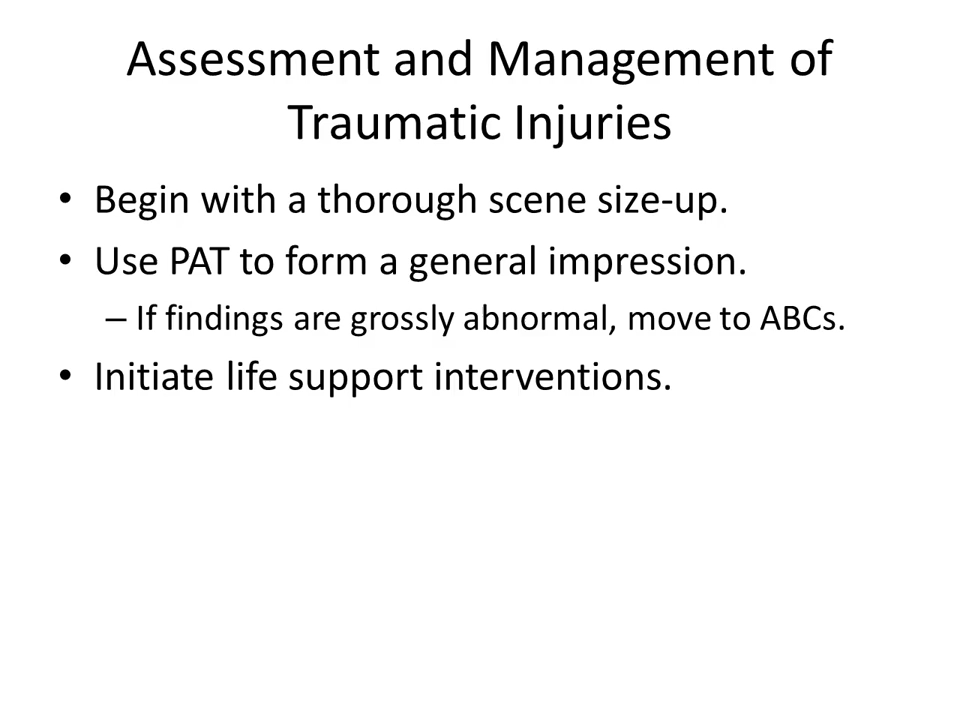 Assessment and Management of
Traumatic Injuries
• Begin with a thorough scene size-up.
• Use PAT to form a general impression.
– If findings are grossly abnormal, move to ABCs.
• Initiate life support interventions.